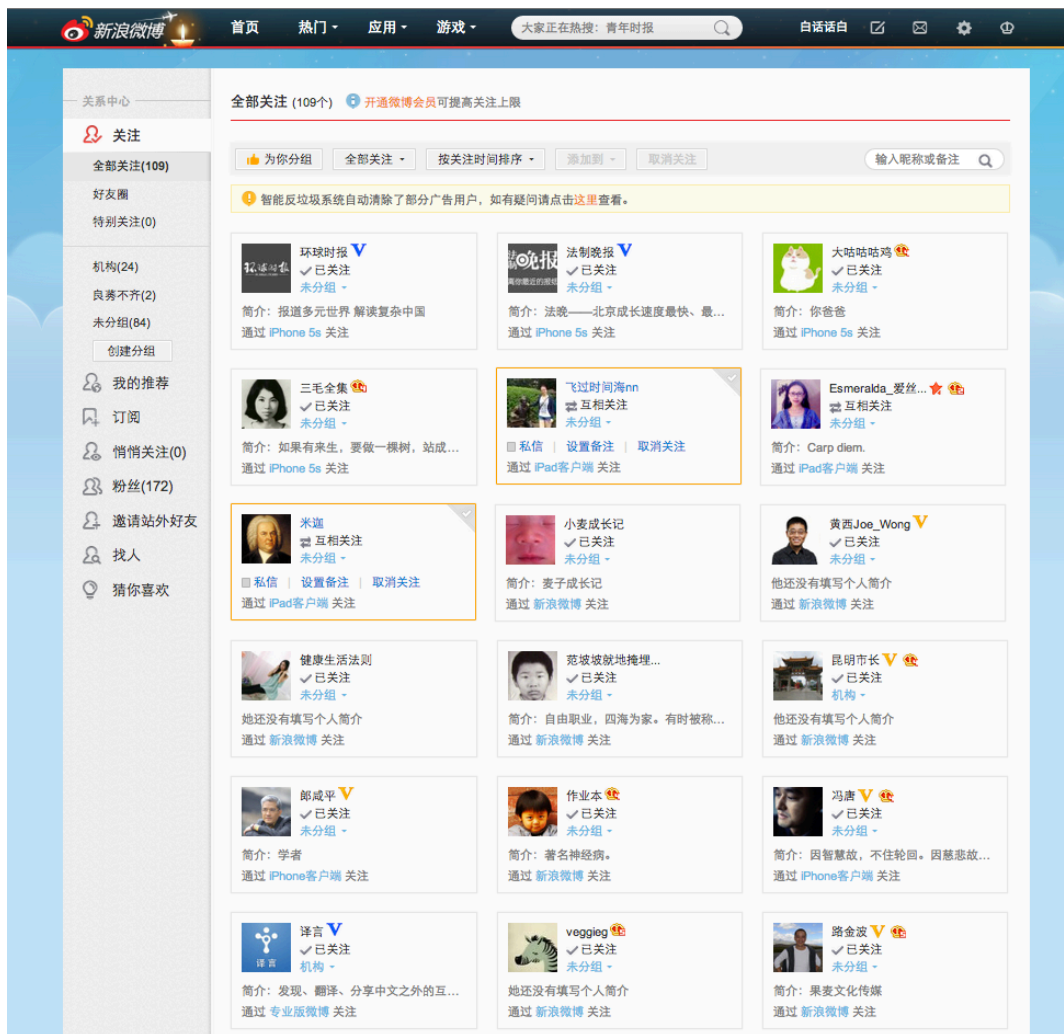 新浪微博 首页 热门 应用 游戏 大家正在热搜：青年时报 白话话白
关系中心
关注
全部关注(109)
好友圈
特别关注(0)
机构(24)
良莠不齐(2)
未分组(84)
创建分组
我的推荐
订阅
悄悄关注(0)
粉丝(172)
邀请站外好友
找人
猜你喜欢
全部关注 (109个) 开通微博会员可提高关注上限
为你分组 全部关注 按关注时间排序 添加到 取消关注 输入昵称或备注
智能反垃圾系统自动清除了部分广告用户，如有疑问请点击这里查看。
环球时报 V
已关注
未分组
简介：报道多元世界 解读复杂中国
通过 iPhone 5s 关注
法制晚报 V
已关注
未分组
简介：法晚——北京成长速度最快、最...
通过 iPhone 5s 关注
大咕咕咕鸡
已关注
未分组
简介：你爸爸
通过 iPhone 5s 关注
三毛全集
已关注
未分组
简介：如果有来生，要做一棵树，站成...
通过 iPhone 5s 关注
飞过时间海nn
互相关注
未分组
私信 | 设置备注 | 取消关注
通过 iPad客户端 关注
Esmeralda_爱丝...
互相关注
未分组
简介：Carp diem.
通过 iPad客户端 关注
米迦
互相关注
未分组
私信 | 设置备注 | 取消关注
通过 iPad客户端 关注
小麦成长记
已关注
未分组
简介：麦子成长记
通过 新浪微博 关注
黄西Joe_Wong V
已关注
未分组
他还没有填写个人简介
通过 新浪微博 关注
健康生活法则
已关注
未分组
她还没有填写个人简介
通过 新浪微博 关注
范坡坡就地掩埋...
已关注
未分组
简介：自由职业，四海为家。有时被称...
通过 新浪微博 关注
昆明市长 V
已关注
机构
他还没有填写个人简介
通过 新浪微博 关注
郎咸平 V
已关注
未分组
简介：学者
通过 iPhone客户端 关注
作业本
已关注
未分组
简介：著名神经病。
通过 新浪微博 关注
冯唐 V
已关注
未分组
简介：因智慧故，不住轮回。因慈悲故...
通过 iPhone客户端 关注
译言
译言 V
已关注
机构
简介：发现、翻译、分享中文之外的互...
通过 专业版微博 关注
veggieg
已关注
未分组
她还没有填写个人简介
通过 新浪微博 关注
路金波 V
已关注
未分组
简介：果麦文化传媒
通过 新浪微博 关注